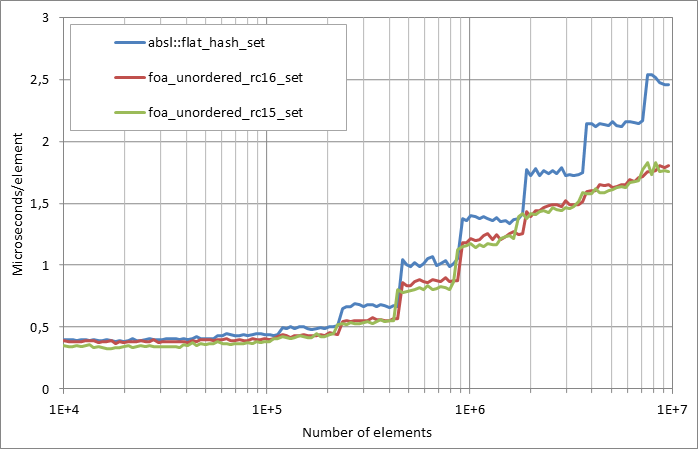 3
2,5
2
1,5
1
0,5
0
Microseconds/element
absl::flat_hash_set
foa_unordered_rc16_set
foa_unordered_rc15_set
1E+4
1E+5
1E+6
1E+7
Number of elements